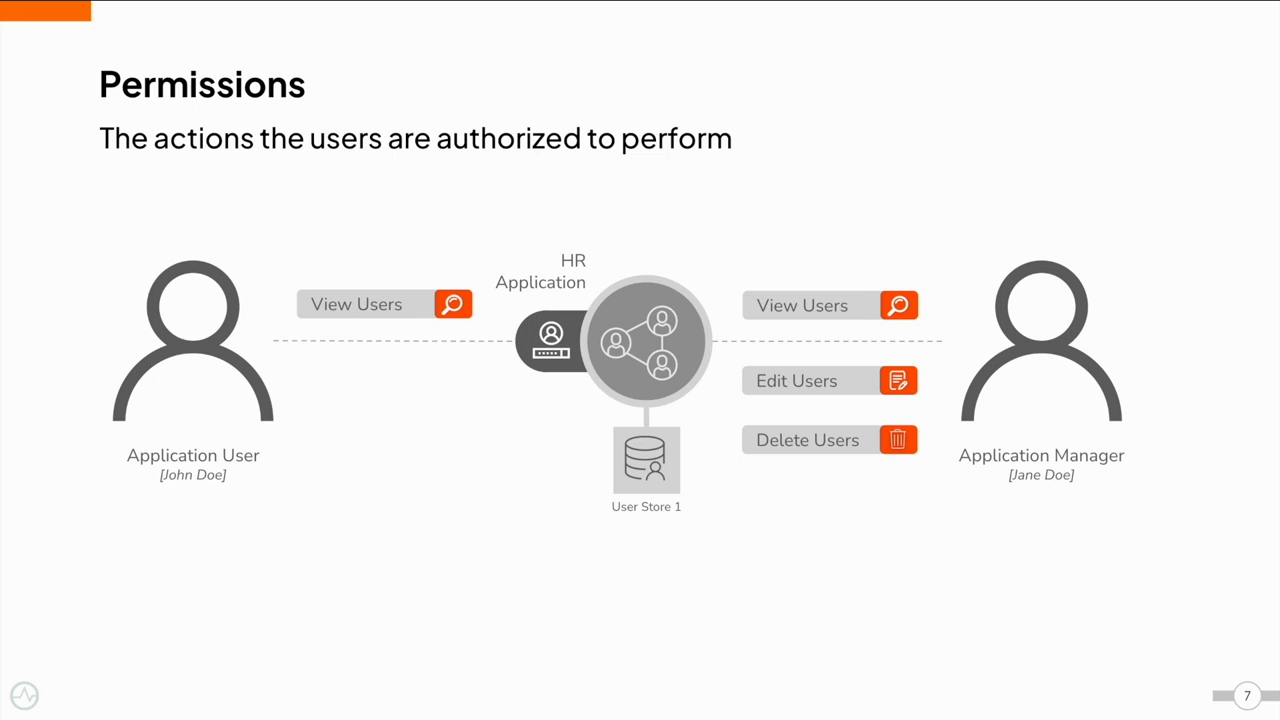 Permissions
The actions the users are authorized to perform
HR
Application
View Users
View Users
Edit Users
Delete Users
Application User
[John Doe]
Application Manager
[Jane Doe]
User Store 1
7